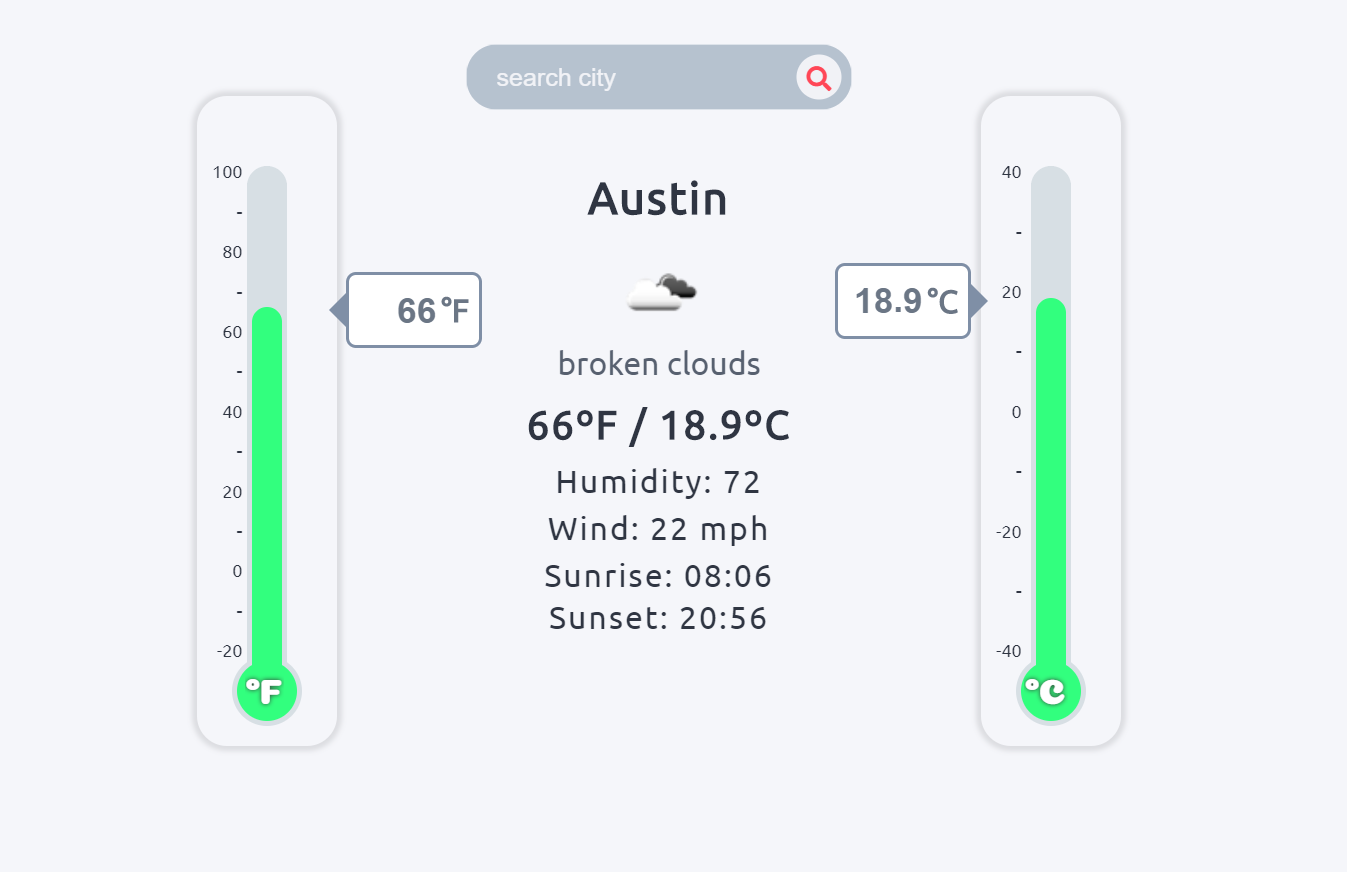 search city
Austin
broken clouds
66°F / 18.9°C
Humidity: 72
Wind: 22 mph
Sunrise: 08:06
Sunset: 20:56
100
-
80
-
60
-
40
-
20
-
0
-
-20
°F
66 °F
18.9 °C
40
-
20
-
0
-
-20
-
-40
°C